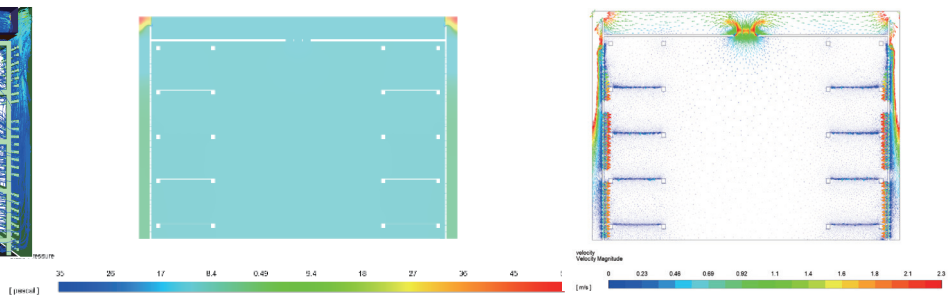 ressure
35 26 17 8.4 0.49 9.4 18 27 36 45
[ pascal ]
velocity
Velocity Magnitude
0 0.23 0.46 0.69 0.92 1.1 1.4 1.6 1.8 2.1 2.3
[ m/s ]